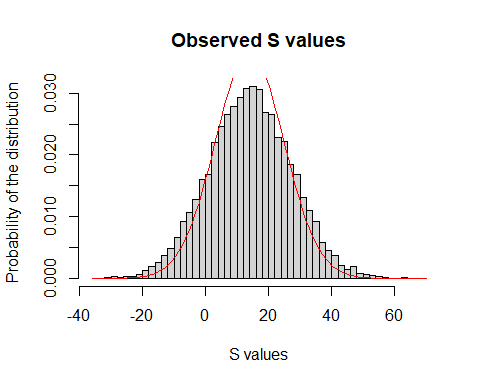 Observed S values
Probability of the distribution
0.030
0.020
0.010
0.000
-40 -20 0 20 40 60
S values